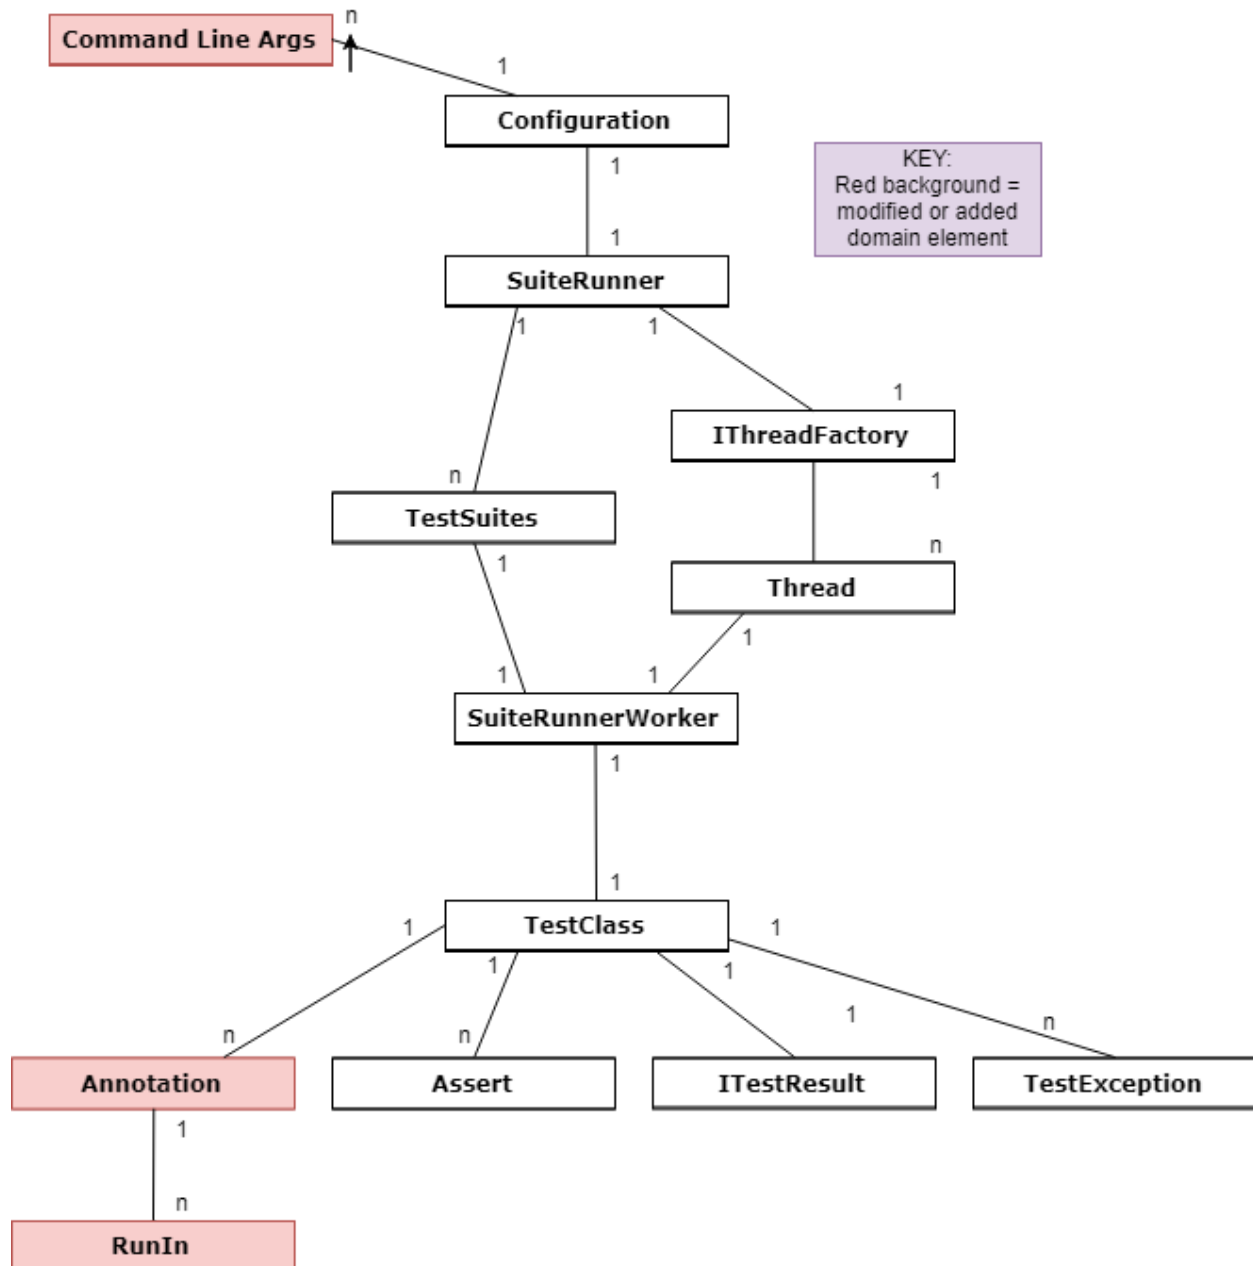 n
Command Line Args
1
Configuration
1
KEY:
Red background =
modified or added
domain element
1
SuiteRunner
1
1
1
IThreadFactory
n
1
TestSuites
n
1
Thread
1
1
1
SuiteRunnerWorker
1
1
TestClass
1
1
1
1
1
n
n
n
Annotation
Assert
ITestResult
TestException
1
n
RunIn